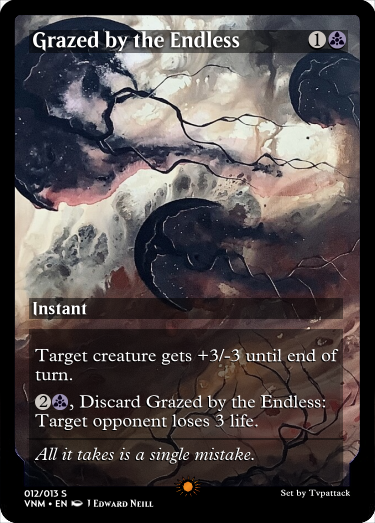 Grazed by the Endless 1
Instant
Target creature gets +3/-3 until end of
turn.
2, Discard Grazed by the Endless:
Target opponent loses 3 life.
All it takes is a single mistake.
012/013 S
VNM • EN J Edward Neill
Set by Tvpattack